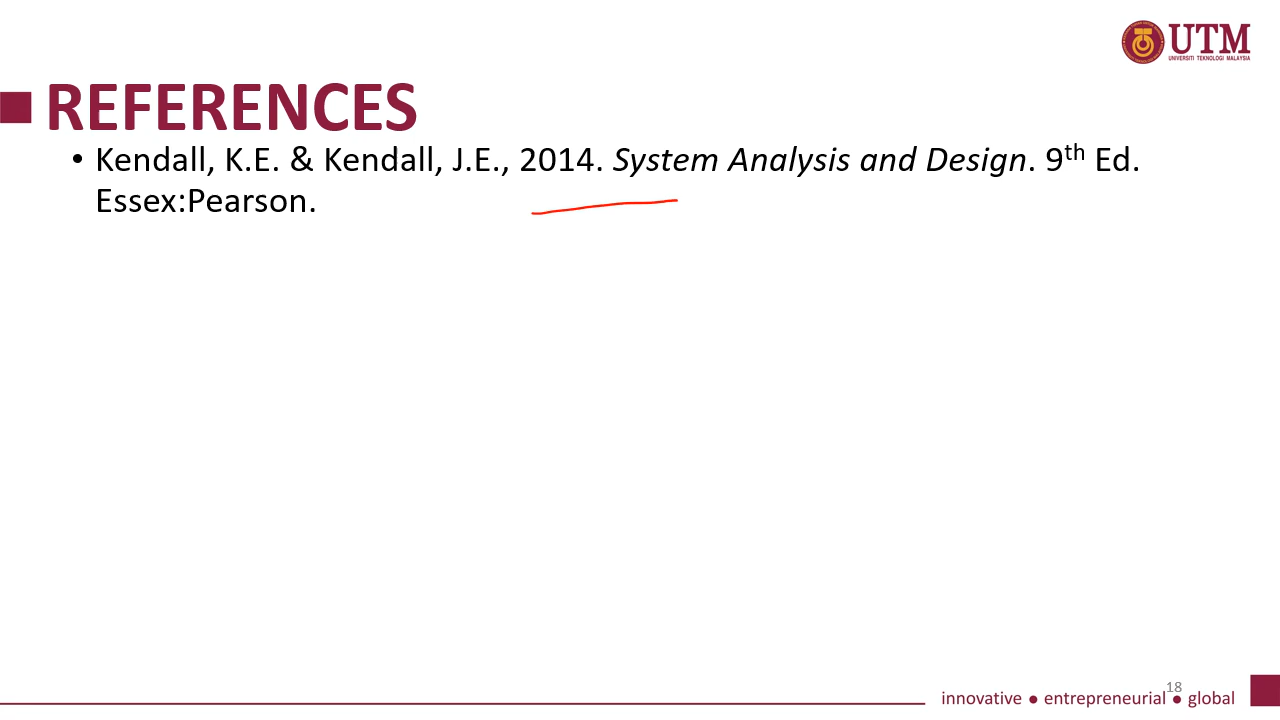 UTM
UNIVERSITI TEKNOLOGI MALAYSIA
REFERENCES
• Kendall, K.E. & Kendall, J.E., 2014. System Analysis and Design. 9th Ed.
Essex:Pearson.
18
innovative ● entrepreneurial ● global